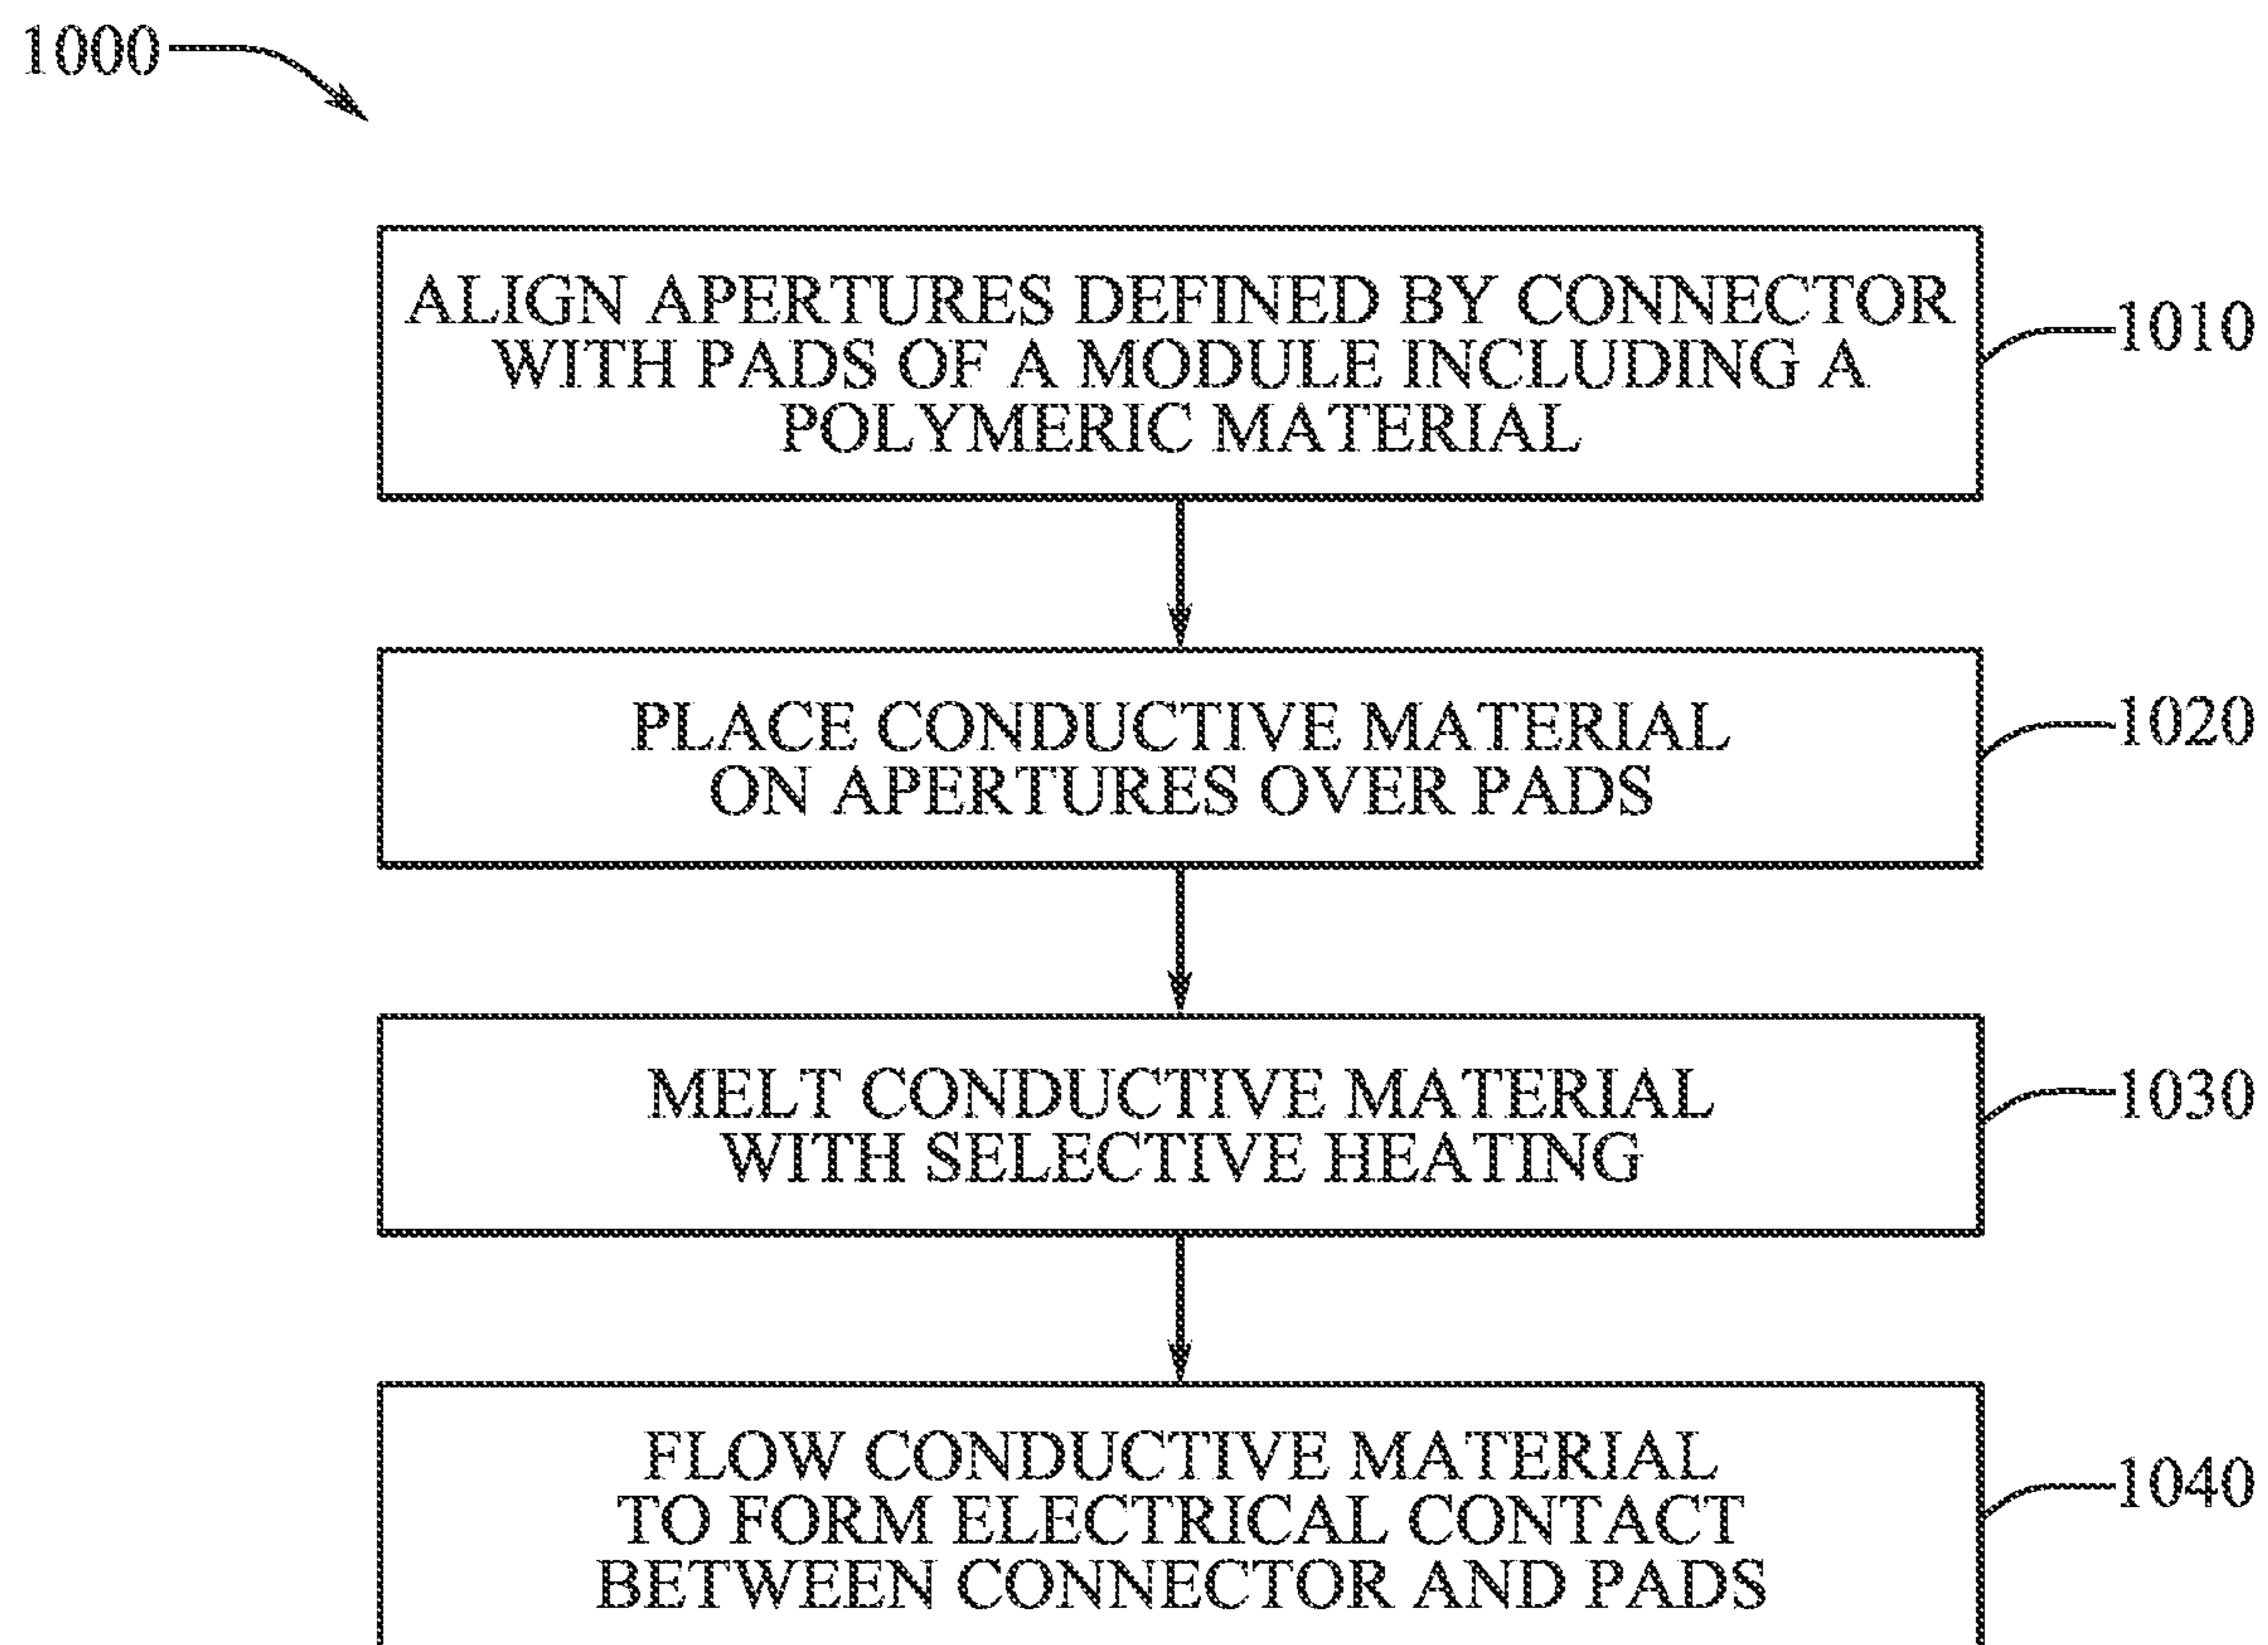 1000
ALIGN APERTURES DEFINED BY CONNECTOR
WITH PADS OF A MODULE INCLUDING A
POLYMERIC MATERIAL
1010
PLACE CONDUCTIVE MATERIAL
ON APERTURES OVER PADS
1020
MELT CONDUCTIVE MATERIAL
WITH SELECTIVE HEATING
1030
FLOW CONDUCTIVE MATERIAL
TO FORM ELECTRICAL CONTACT
BETWEEN CONNECTOR AND PADS
1040